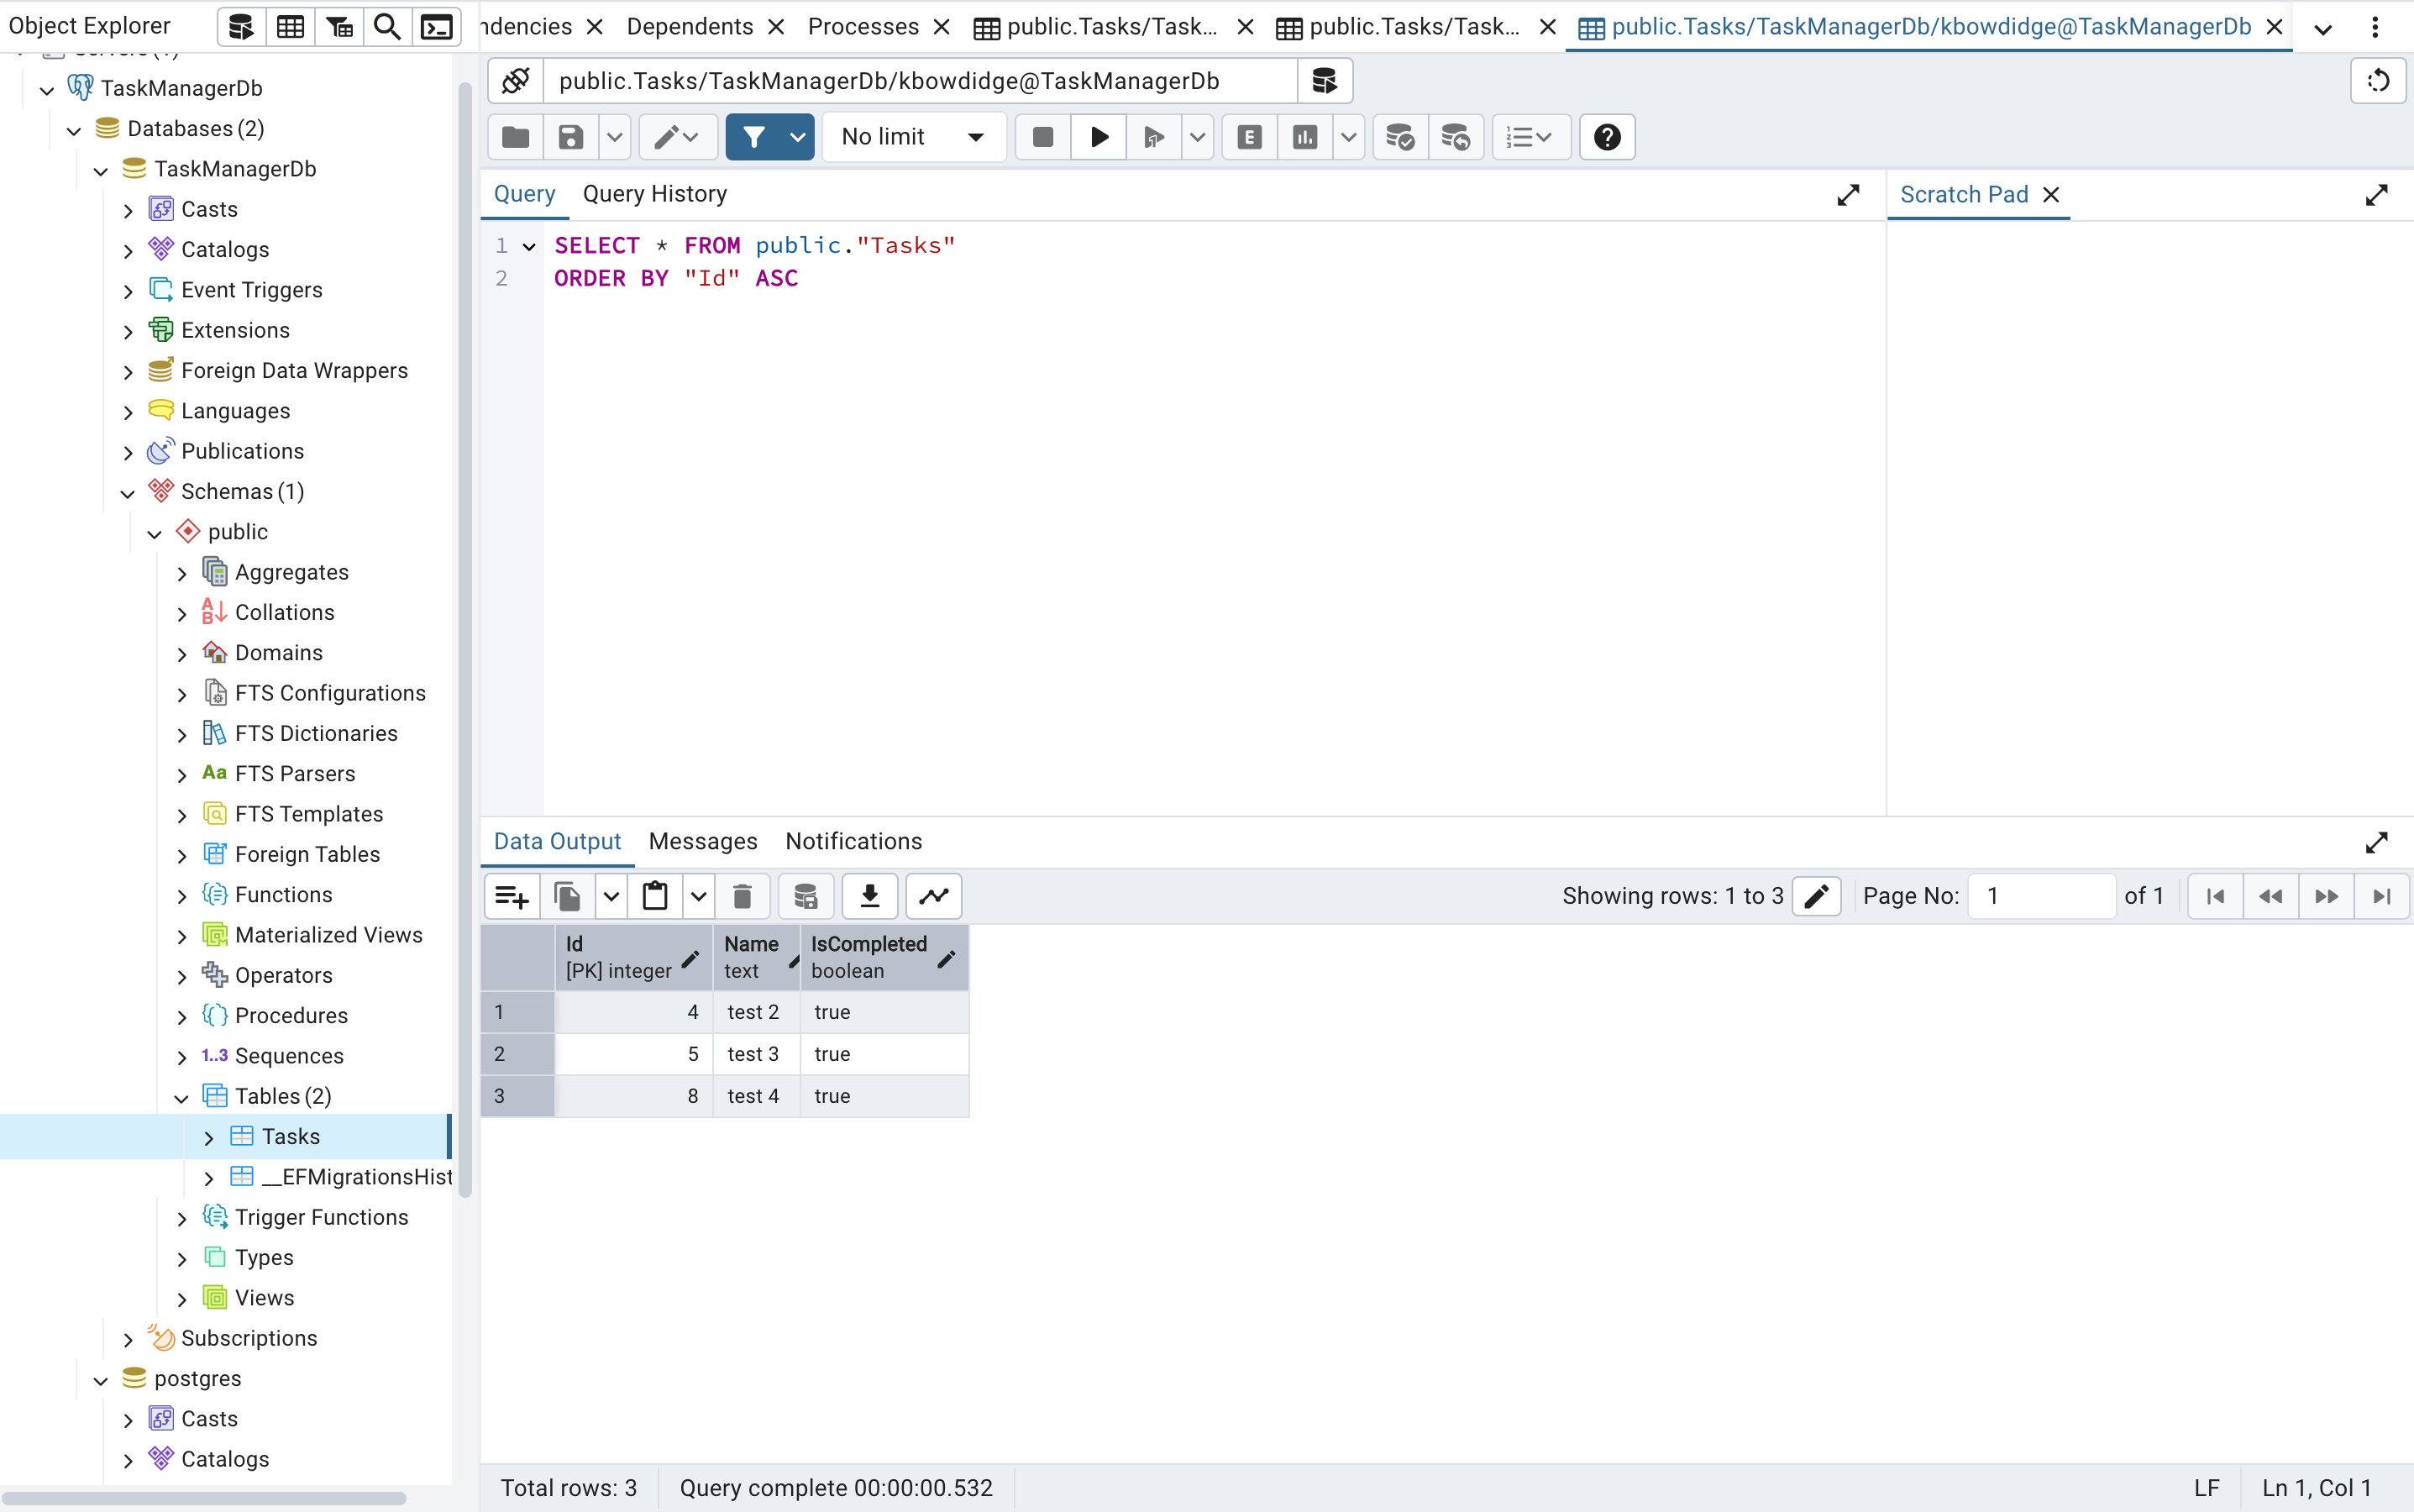 Object Explorer
ndencies
Dependents
Processes
public.Tasks/Task...
public.Tasks/Task...
public.Tasks/TaskManagerDb/kbowdidge@TaskManagerDb
TaskManagerDb
Databases (2)
TaskManagerDb
Casts
Catalogs
Event Triggers
Extensions
Foreign Data Wrappers
Languages
Publications
Schemas (1)
public
Aggregates
Collations
Domains
FTS Configurations
FTS Dictionaries
Aa FTS Parsers
FTS Templates
Foreign Tables
Functions
Materialized Views
Operators
Procedures
1..3 Sequences
Tables (2)
Tasks
__EFMigrationsHist
Trigger Functions
Types
Views
Subscriptions
postgres
Casts
Catalogs
public.Tasks/TaskManagerDb/kbowdidge@TaskManagerDb
No limit
E
Query
Query History
Scratch Pad
1 SELECT * FROM public."Tasks"
2 ORDER BY "Id" ASC
Data Output
Messages
Notifications
Showing rows: 1 to 3
Page No: 1 of 1
Id Name IsCompleted
[PK] integer text boolean
1 4 test 2 true
2 5 test 3 true
3 8 test 4 true
Total rows: 3
Query complete 00:00:00.532
LF
Ln 1, Col 1